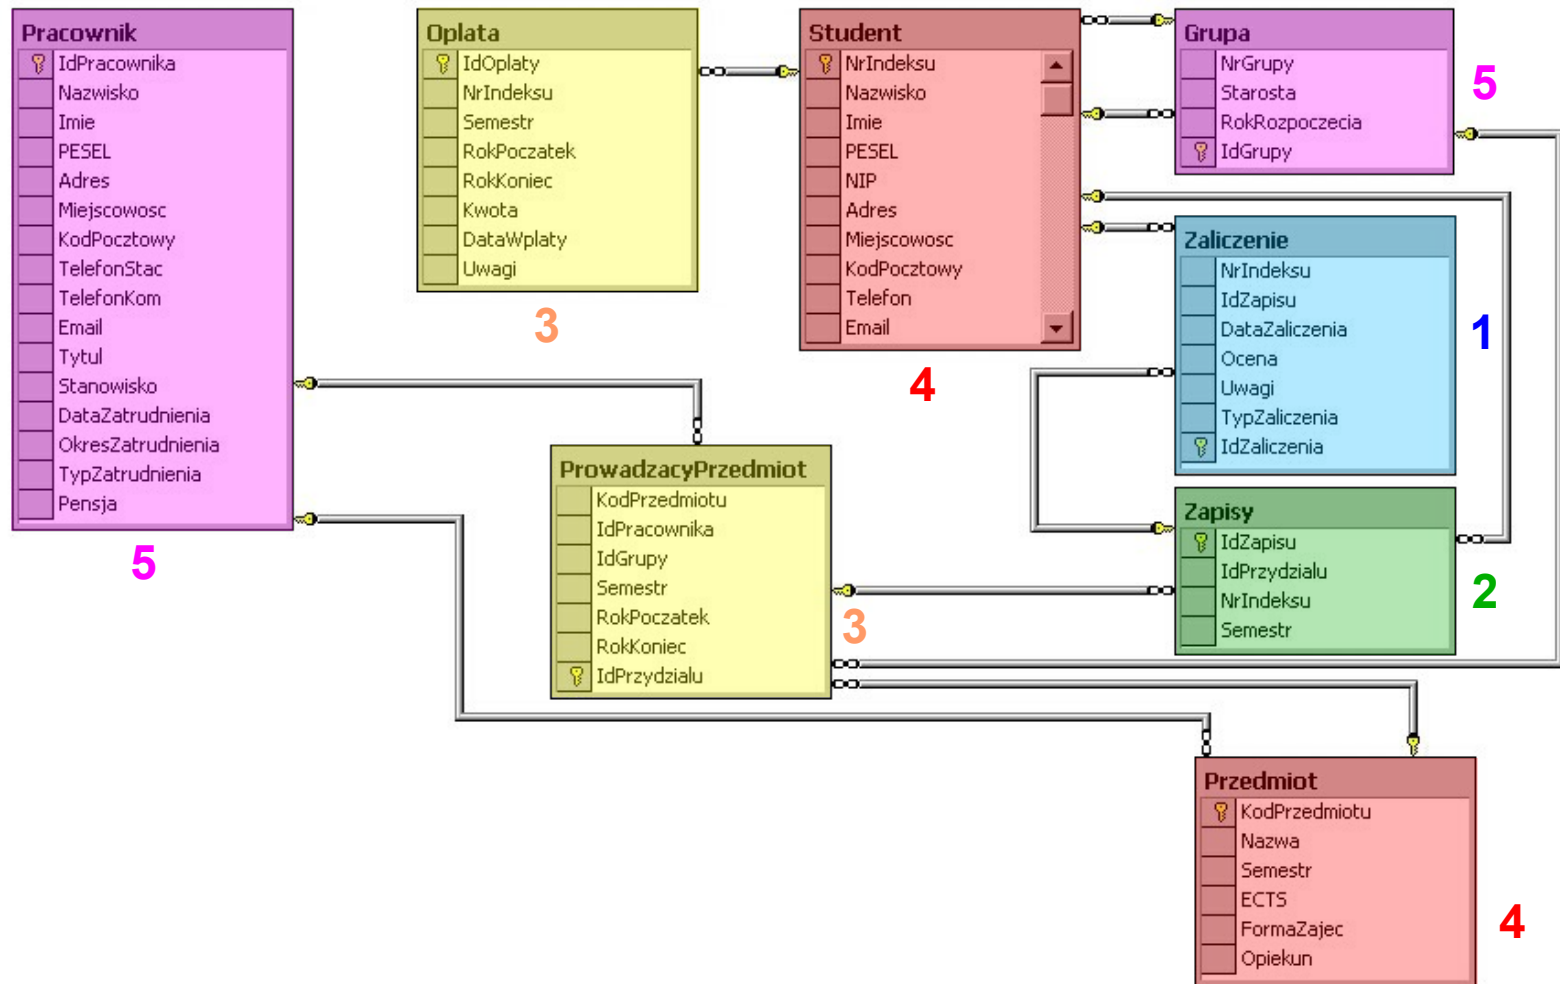 Pracownik
IdPracownika
Nazwisko
Imie
PESEL
Adres
Miejscowosc
KodPocztowy
TelefonStac
TelefonKom
Email
Tytul
Stanowisko
DataZatrudnienia
OkresZatrudnienia
TypZatrudnienia
Pensja
5
Oplata
IdOplaty
NrIndeksu
Semestr
RokPoczatek
RokKoniec
Kwota
DataWplaty
Uwagi
3
Student
NrIndeksu
Nazwisko
Imie
PESEL
NIP
Adres
Miejscowosc
KodPocztowy
Telefon
Email
4
Grupa
NrGrupy
Starosta
RokRozpoczecia
IdGrupy
5
Zaliczenie
NrIndeksu
IdZapisu
DataZaliczenia
Ocena
Uwagi
TypZaliczenia
IdZaliczenia
1
ProwadzacyPrzedmiot
KodPrzedmiotu
IdPracownika
IdGrupy
Semestr
RokPoczatek
RokKoniec
IdPrzydzialu
3
Zapisy
IdZapisu
IdPrzydzialu
NrIndeksu
Semestr
2
Przedmiot
KodPrzedmiotu
Nazwa
Semestr
ECTS
FormaZajec
Opiekun
4